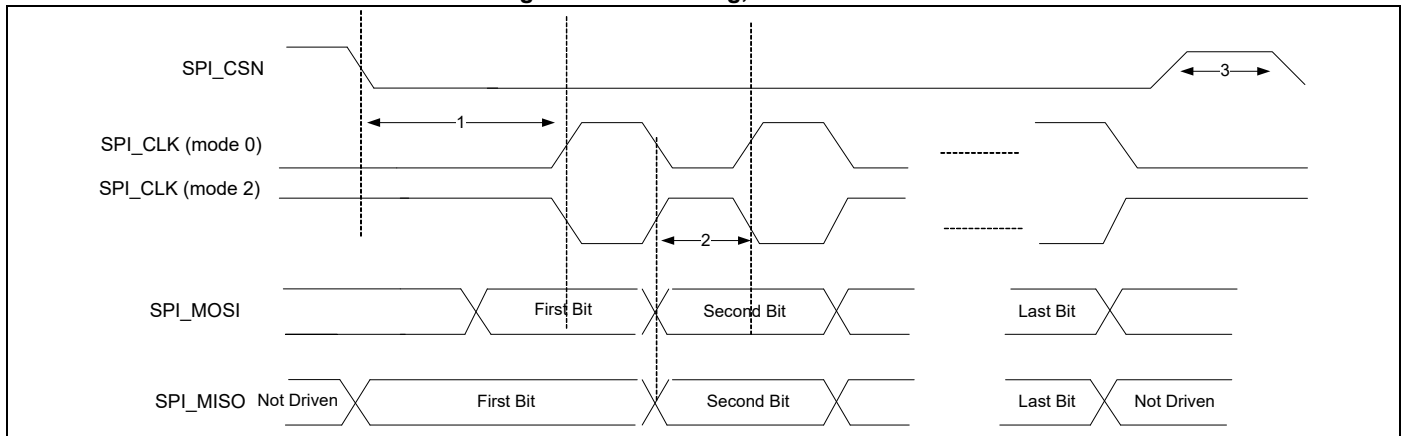 SPI_CSN
3
1
SPI_CLK (mode 0)
SPI_CLK (mode 2)
2
SPI_MOSI First Bit Second Bit Last Bit
SPI_MISO Not Driven First Bit Second Bit Last Bit Not Driven